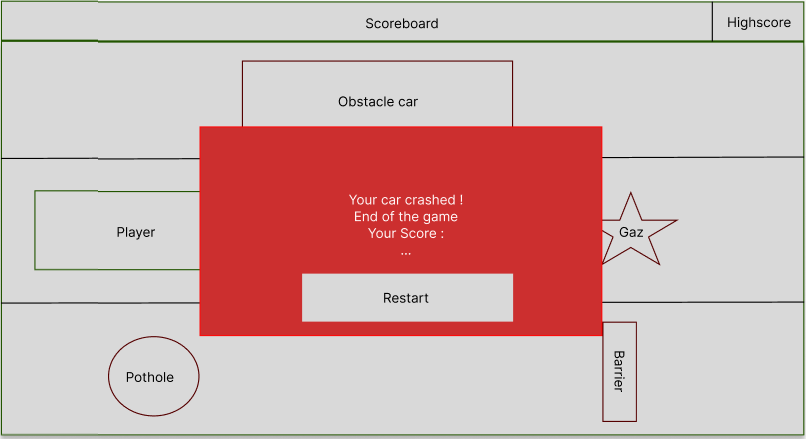 Scoreboard
Highscore
Obstacle car
Your car crashed !
End of the game
Your Score :
...
Player
Gaz
Restart
Pothole
Barrier